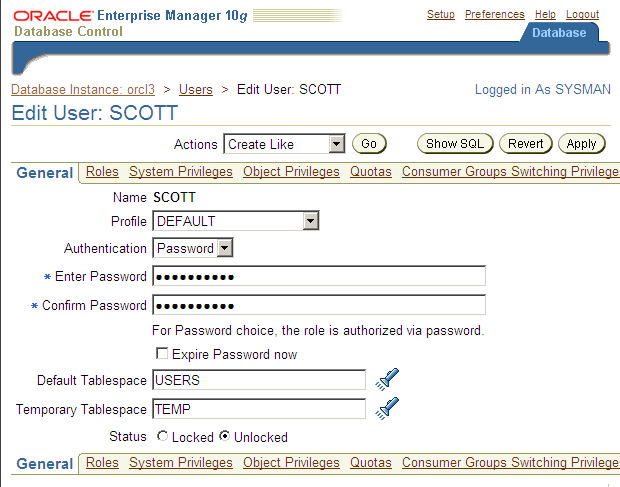 ORACLE Enterprise Manager 10g
Setup Preferences Help Logout
Database Control
Database
Database Instance: orcl3 > Users > Edit User: SCOTT
Logged in As SYSMAN
Edit User: SCOTT
Actions Create Like Go Show SQL Revert Apply
General Roles System Privileges Object Privileges Quotas Consumer Groups Switching Privilege
Name SCOTT
Profile DEFAULT
Authentication Password
* Enter Password ●●●●●●●●●●
* Confirm Password ●●●●●●●●●●
For Password choice, the role is authorized via password.
Expire Password now
Default Tablespace USERS
Temporary Tablespace TEMP
Status Locked Unlocked
General Roles System Privileges Object Privileges Quotas Consumer Groups Switching Privilege